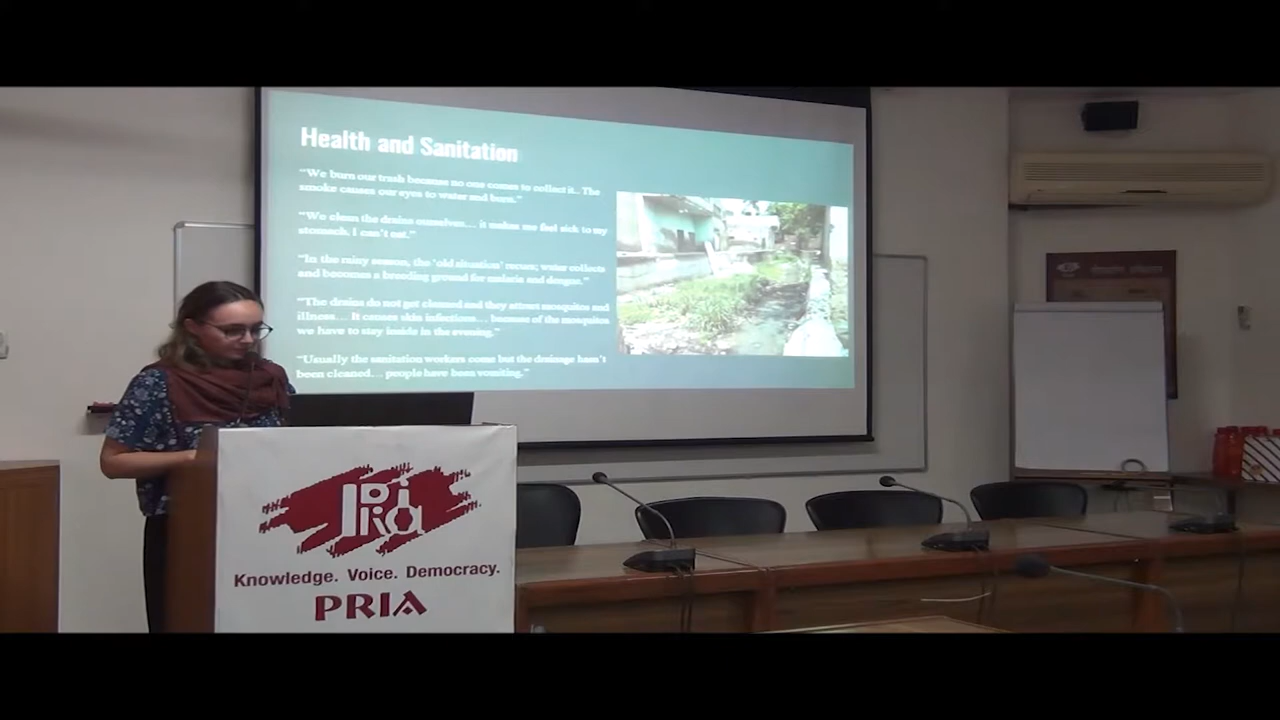 Health and Sanitation
"We burn our trash because no one comes to collect it.. The
smoke causes our eyes to water and burn."
"We clean the drains ourselves... it makes me feel sick to my
stomach. I can't eat."
"In the rainy season, the 'old situation' recurs; water collects
and becomes a breeding ground for malaria and dengue."
"The drains do not get cleaned and they attract mosquitos and
illness... It causes skin infections... because of the mosquitos
we have to stay inside in the evening."
"Usually the sanitation workers come but the drainage hasn't
been cleaned... people have been vomiting."
PRIA
Knowledge. Voice. Democracy.
PRIA